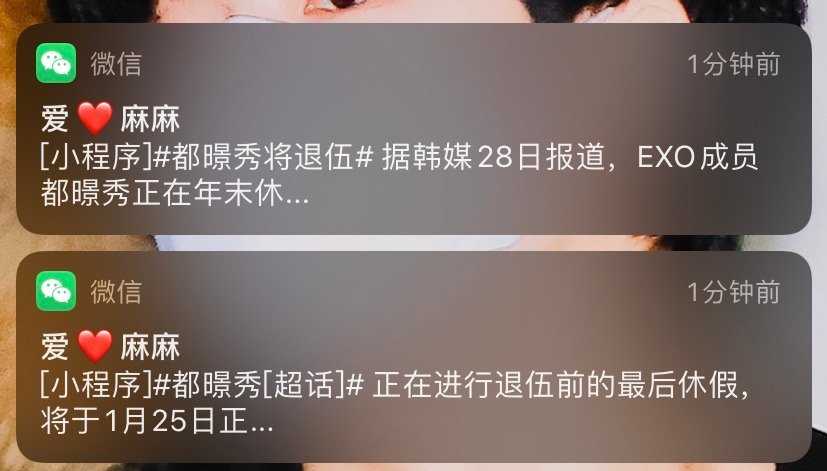 微信 1分钟前
爱❤️麻麻
[小程序]#都暻秀将退伍# 据韩媒28日报道，EXO成员
都暻秀正在年末休...
微信 1分钟前
爱❤️麻麻
[小程序]#都暻秀[超话]# 正在进行退伍前的最后休假，
将于1月25日正...